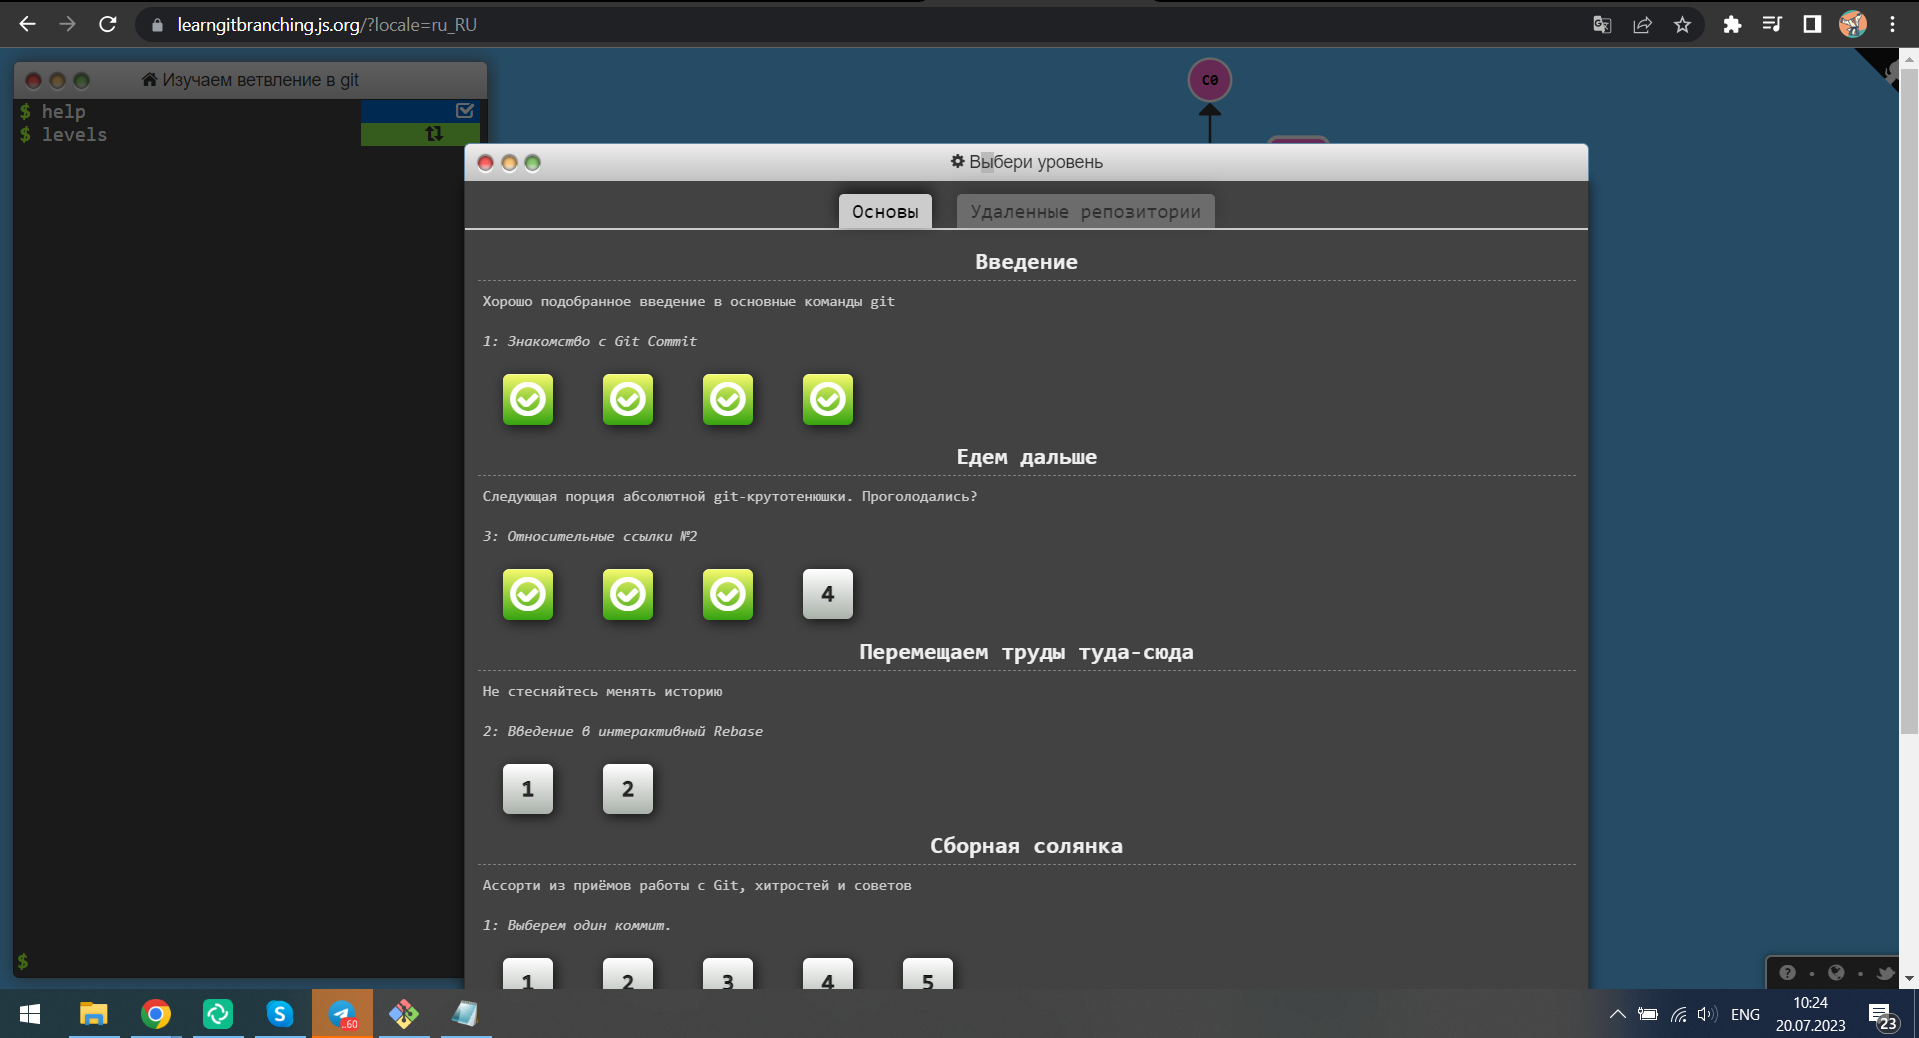 learngitbranching.js.org/?locale=ru_RU
Изучаем ветвление в git
$ help
$ levels
C0
Выбери уровень
Основы
Удаленные репозитории
Введение
Хорошо подобранное введение в основные команды git
1: Знакомство с Git Commit
Едем дальше
Следующая порция абсолютной git-крутотенюшки. Проголодались?
3: Относительные ссылки №2
4
Перемещаем труды туда-сюда
Не стесняйтесь менять историю
2: Введение в интерактивный Rebase
1 2
Сборная солянка
Ассорти из приёмов работы с Git, хитростей и советов
1: Выберем один коммит.
1 2 3 4 5
$
..60
ENG
10:24
20.07.2023
23